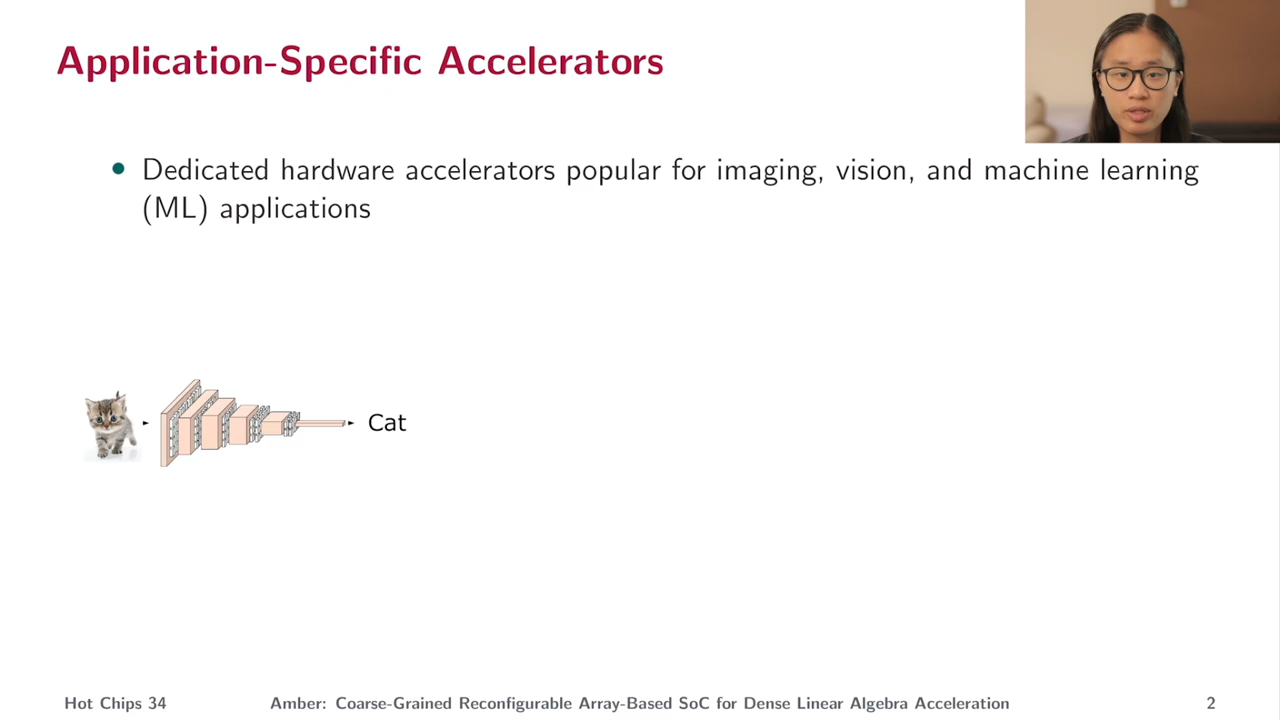 Application-Specific Accelerators
• Dedicated hardware accelerators popular for imaging, vision, and machine learning
(ML) applications
Cat
Hot Chips 34 Amber: Coarse-Grained Reconfigurable Array-Based SoC for Dense Linear Algebra Acceleration 2